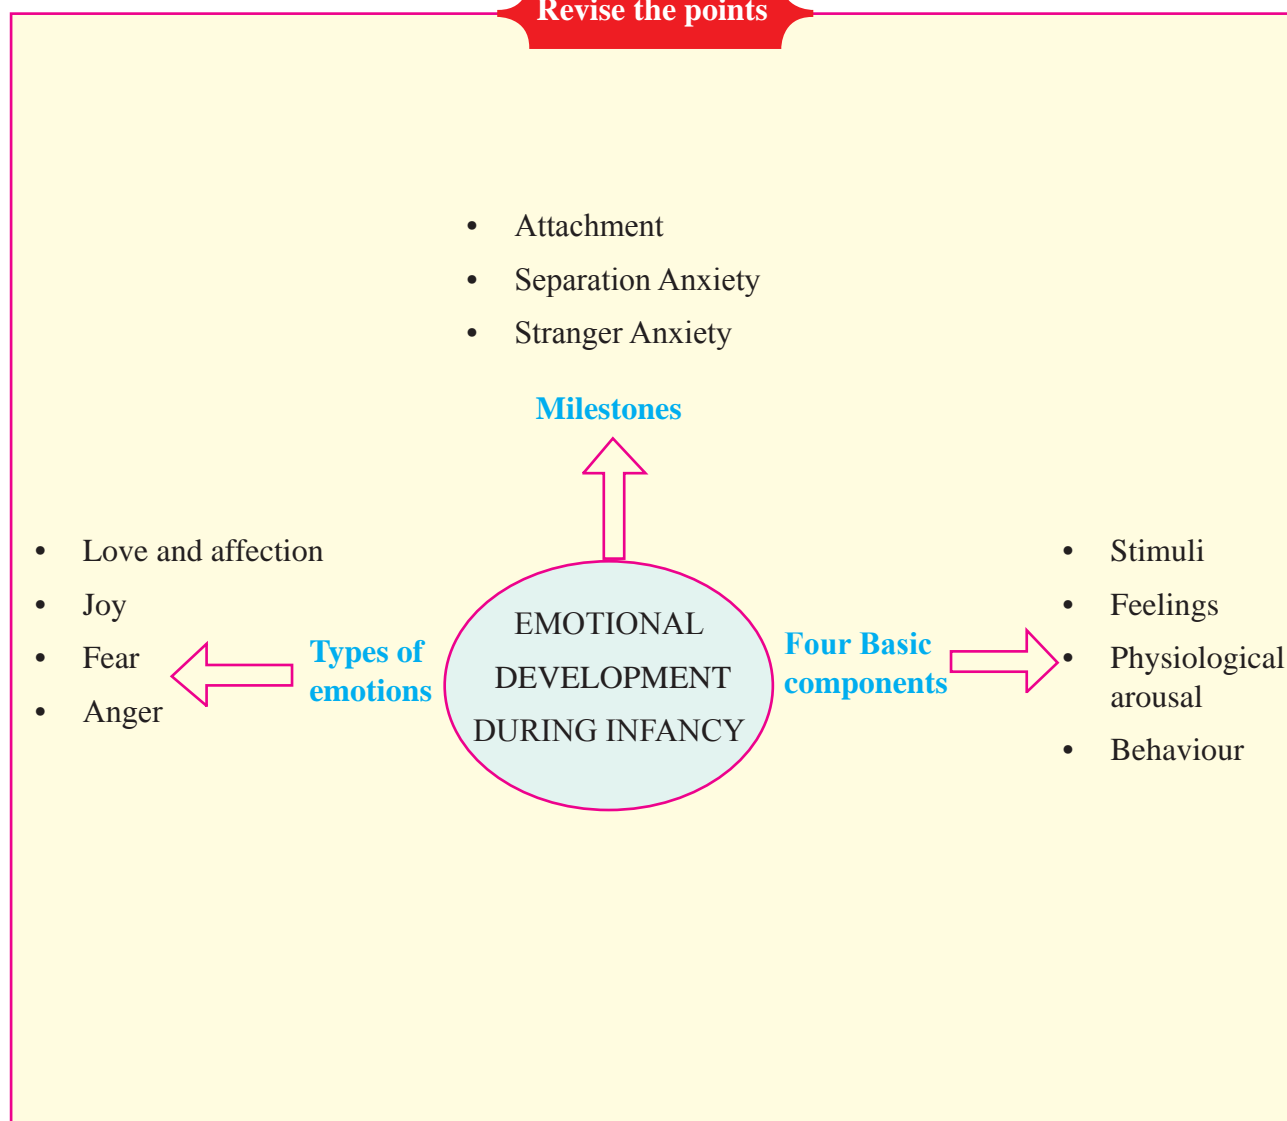 Revise the points
• Attachment
• Separation Anxiety
• Stranger Anxiety
Milestones
• Love and affection
• Joy
• Fear
• Anger
Types of
emotions
EMOTIONAL
DEVELOPMENT
DURING INFANCY
Four Basic
components
• Stimuli
• Feelings
• Physiological
arousal
• Behaviour